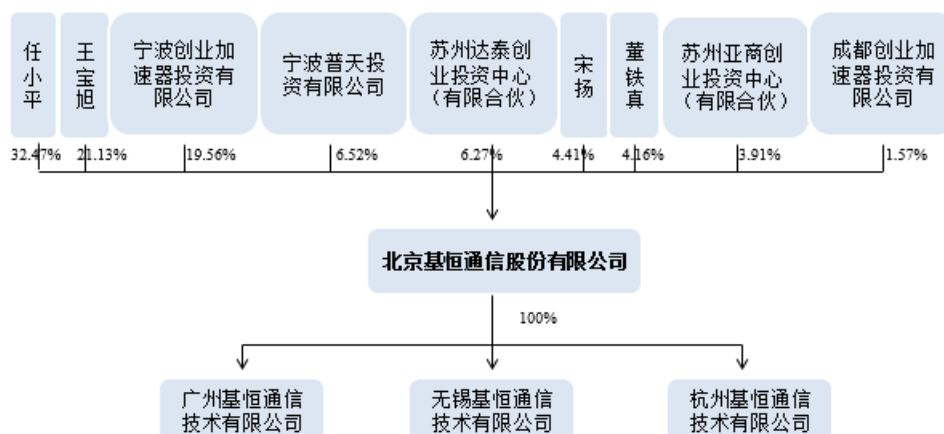 任小平
王宝旭
宁波创业加
速器投资有
限公司
宁波普天投
资有限公司
苏州达泰创
业投资中心
（有限合伙）
宋扬
董铁真
苏州亚商创
业投资中心
（有限合伙）
成都创业加
速器投资有
限公司
32.47%
21.13%
19.56%
6.52%
6.27%
4.41%
4.16%
3.91%
1.57%
北京基恒通信股份有限公司
100%
广州基恒通信
技术有限公司
无锡基恒通信
技术有限公司
杭州基恒通信
技术有限公司